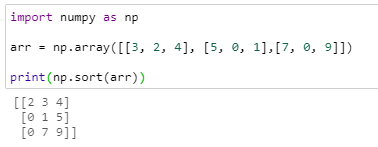 import numpy as np
arr = np.array([[3, 2, 4], [5, 0, 1],[7, 0, 9]])
print(np.sort(arr))
[[2 3 4]
 [0 1 5]
 [0 7 9]]